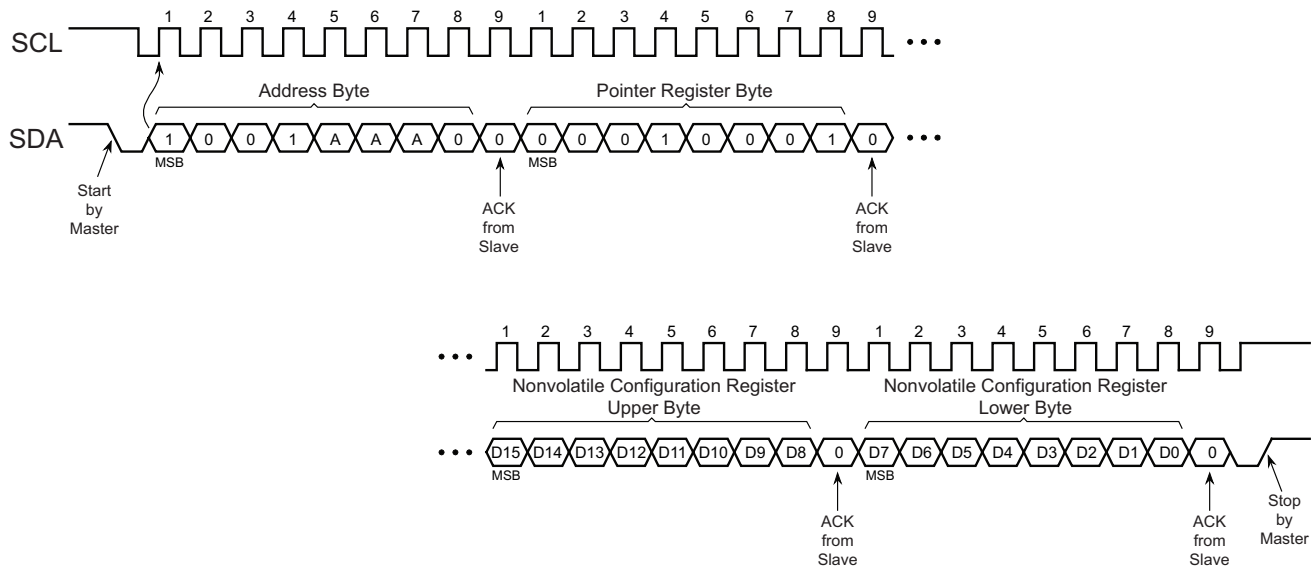 1 2 3 4 5 6 7 8 9 1 2 3 4 5 6 7 8 9
SCL
Address Byte Pointer Register Byte
SDA 1 0 0 1 A A A 0 0 0 0 0 1 0 0 0 1 0
MSB MSB
Start
by
Master
ACK
from
Slave
ACK
from
Slave
1 2 3 4 5 6 7 8 9 1 2 3 4 5 6 7 8 9
Nonvolatile Configuration Register
Upper Byte
Nonvolatile Configuration Register
Lower Byte
D15 D14 D13 D12 D11 D10 D9 D8 0 D7 D6 D5 D4 D3 D2 D1 D0 0
MSB MSB
ACK
from
Slave
ACK
from
Slave
Stop
by
Master